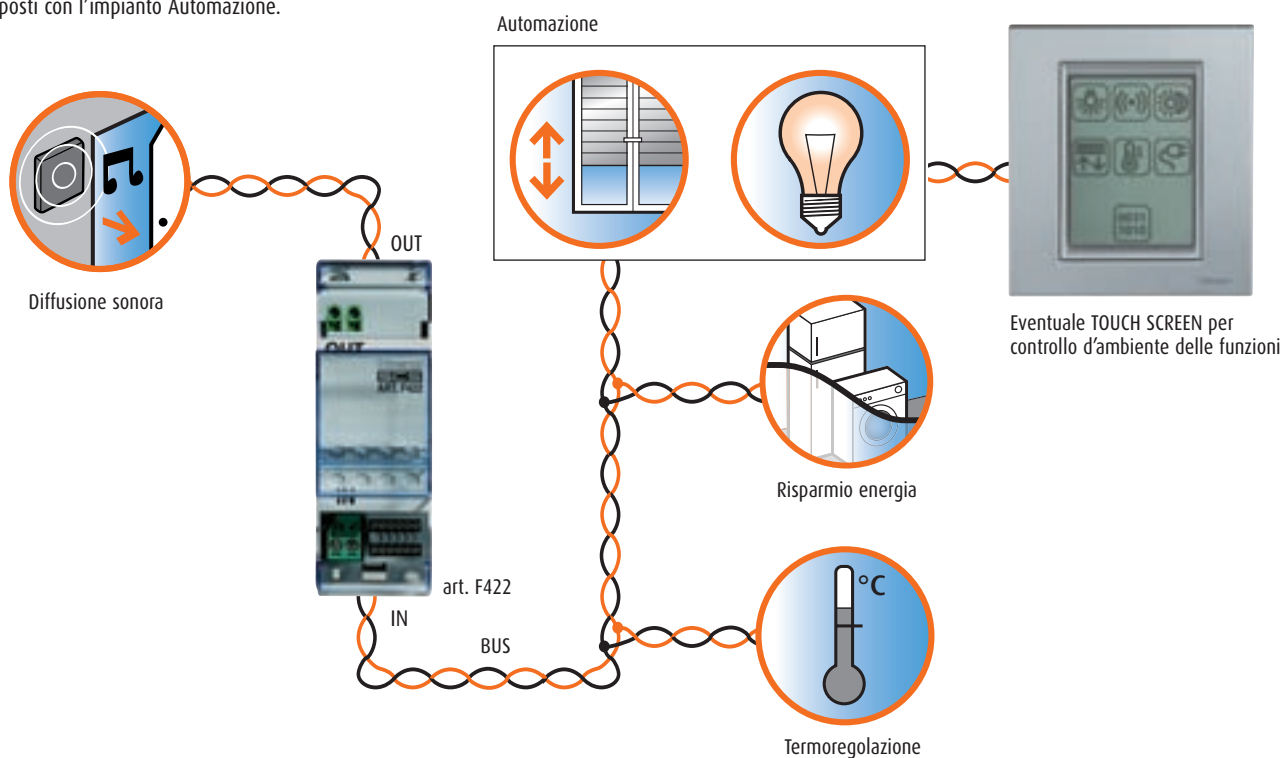 posti con l'impianto Automazione.
Automazione
OUT
Diffusione sonora
OUT
ART. F422
IN
art. F422
IN
BUS
Eventuale TOUCH SCREEN per
controllo d'ambiente delle funzioni
Risparmio energia
°C
Termoregolazione